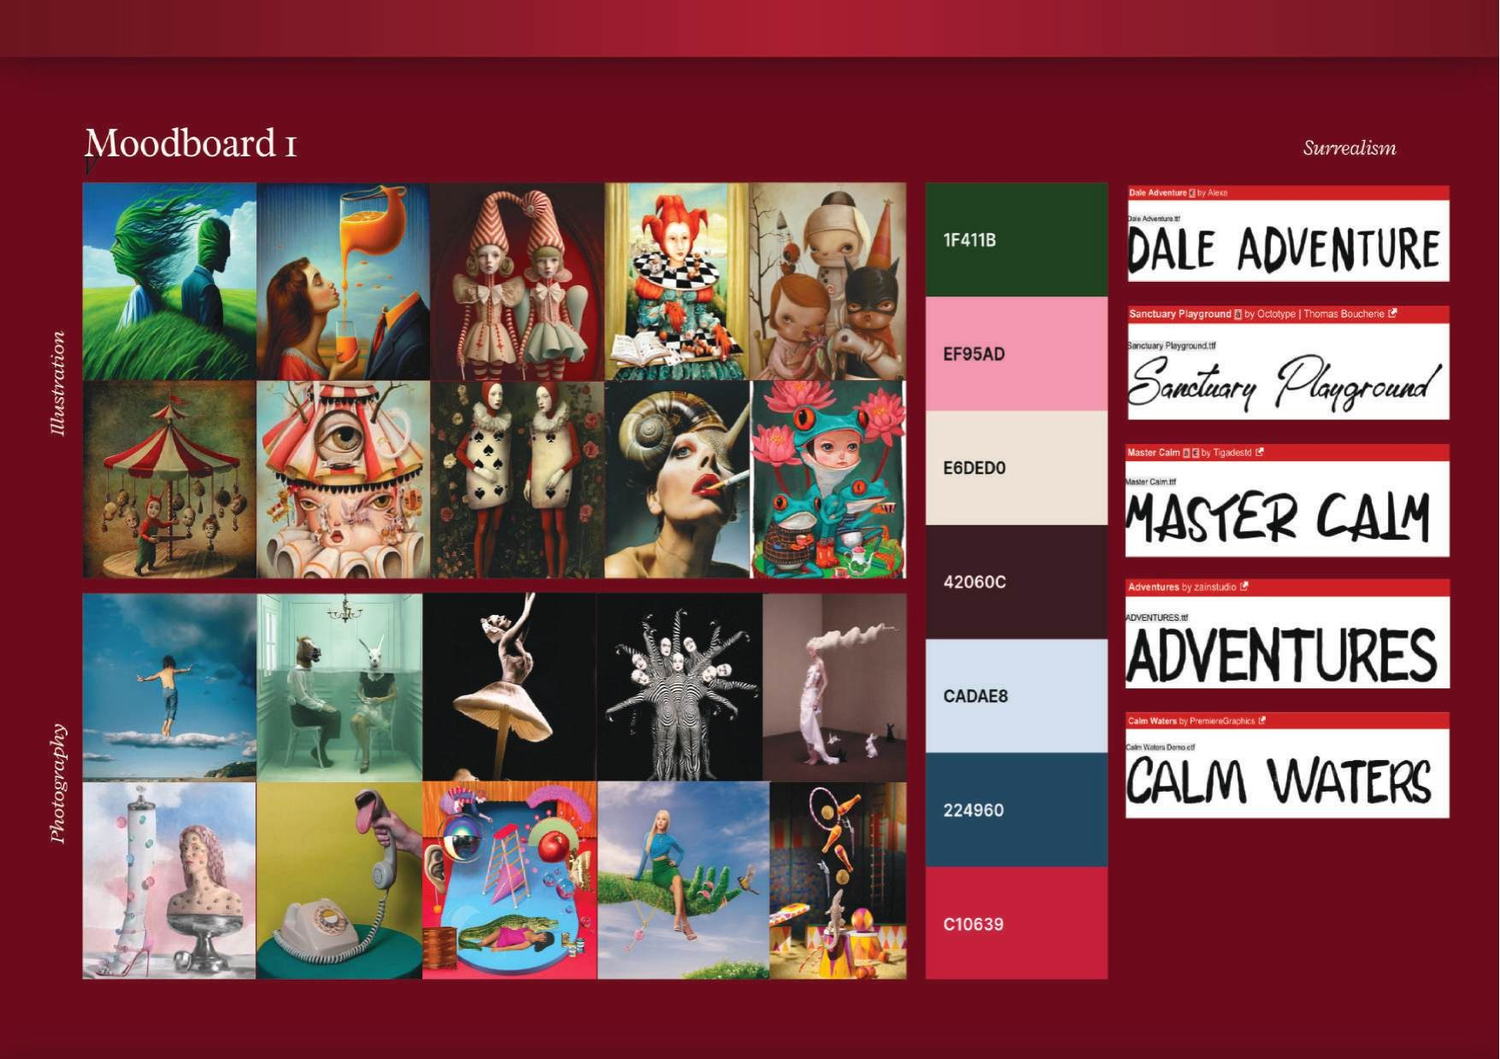 Moodboard 1
Surrealism
Illustration
Photography
1F411B
EF95AD
E6DED0
42060C
CADAE8
224960
C10639
Dale Adventure € by Alexe
Dale Adventure.ttf
DALE ADVENTURE
Sanctuary Playground by Octotype | Thomas Boucherie
Sanctuary Playground.ttf
Sanctuary Playground
Master Calm € by Tigadestd
Master Calm.ttf
MASTER CALM
Adventures by zainstudio
ADVENTURES.ttf
ADVENTURES
Calm Waters by PremiereGraphics
Calm Waters Demo.otf
CALM WATERS